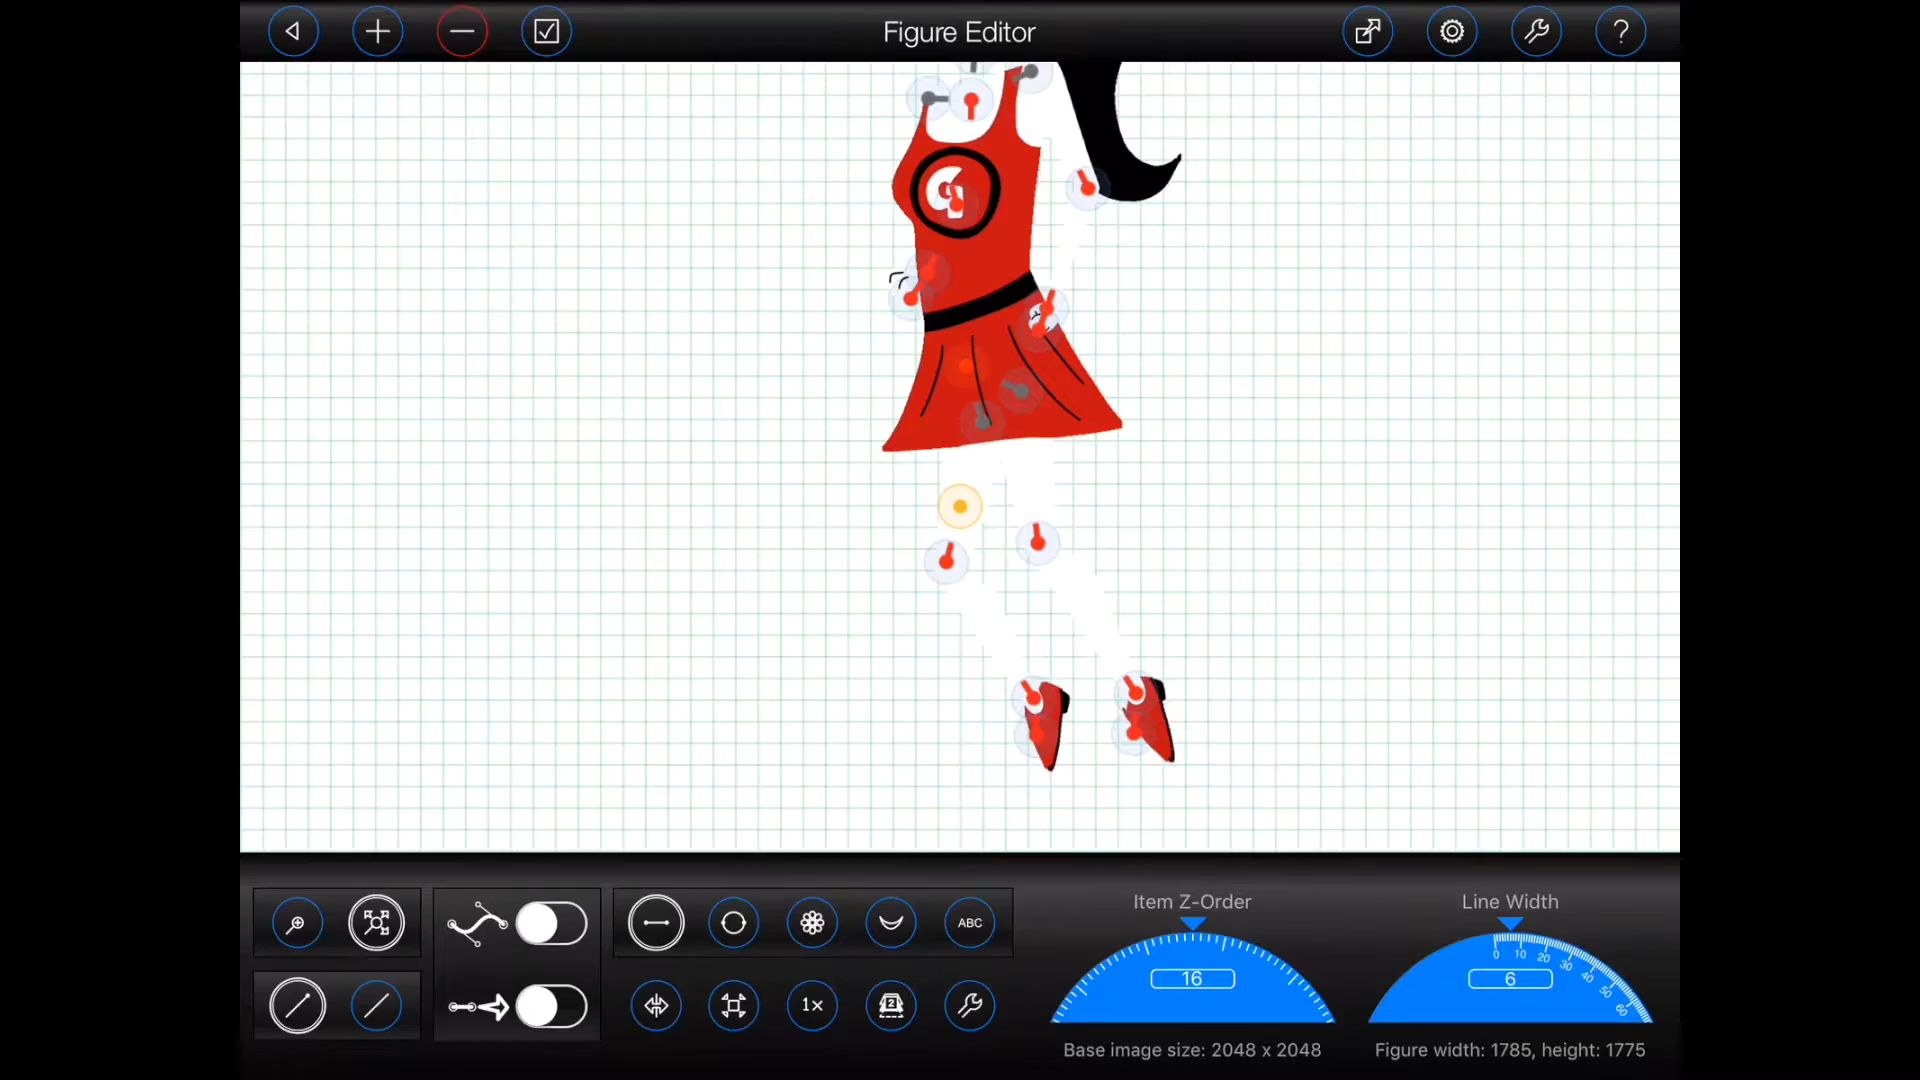 Figure Editor
?
G
ABC
1x
2
Item Z-Order
16
Base image size: 2048 x 2048
Line Width
0 10 20 30 40 50 60
6
Figure width: 1785, height: 1775